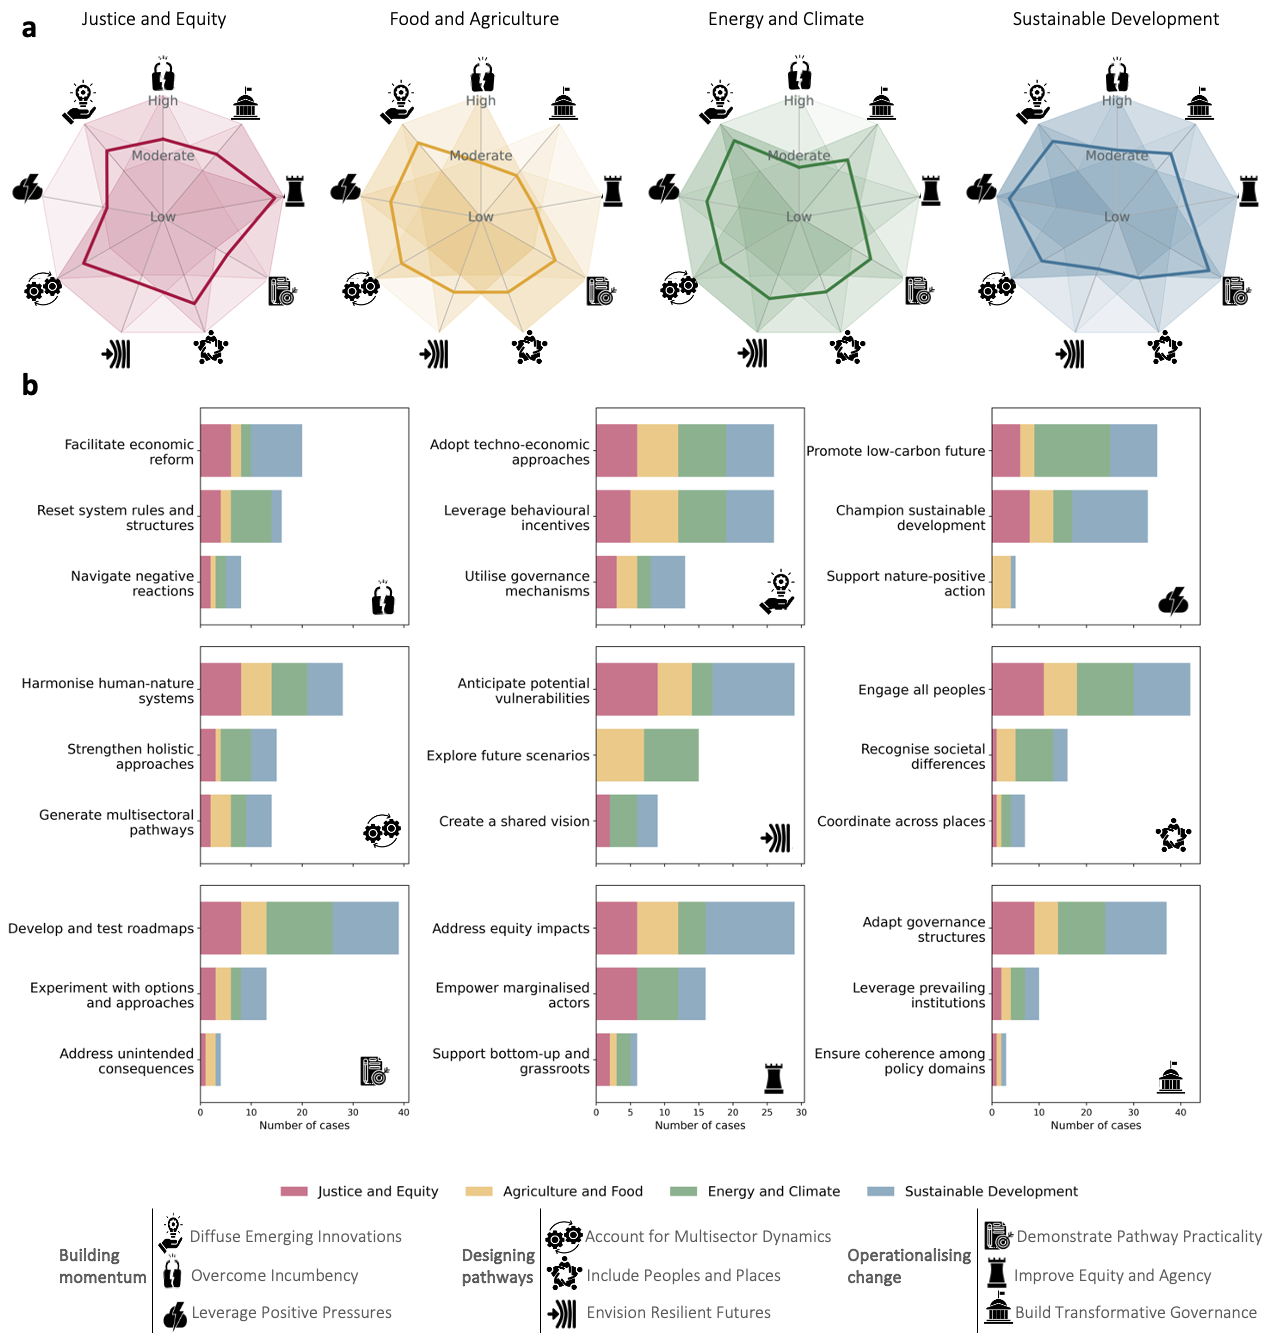 a
Justice and Equity
Food and Agriculture
Energy and Climate
Sustainable Development
High
Moderate
Low
High
Moderate
Low
High
Moderate
Low
High
Moderate
Low
b
Facilitate economic
reform
Reset system rules and
structures
Navigate negative
reactions
Adopt techno-economic
approaches
Leverage behavioural
incentives
Utilise governance
mechanisms
Promote low-carbon future
Champion sustainable
development
Support nature-positive
action
Harmonise human-nature
systems
Strengthen holistic
approaches
Generate multisectoral
pathways
Anticipate potential
vulnerabilities
Explore future scenarios
Create a shared vision
Engage all peoples
Recognise societal
differences
Coordinate across places
Develop and test roadmaps
Experiment with options
and approaches
Address unintended
consequences
0 10 20 30 40
Number of cases
Address equity impacts
Empower marginalised
actors
Support bottom-up and
grassroots
0 5 10 15 20 25 30
Number of cases
Adapt governance
structures
Leverage prevailing
institutions
Ensure coherence among
policy domains
0 10 20 30 40
Number of cases
Justice and Equity
Agriculture and Food
Energy and Climate
Sustainable Development
Building
momentum
Diffuse Emerging Innovations
Overcome Incumbency
Leverage Positive Pressures
Designing
pathways
Account for Multisector Dynamics
Include Peoples and Places
Envision Resilient Futures
Operationalising
change
Demonstrate Pathway Practicality
Improve Equity and Agency
Build Transformative Governance